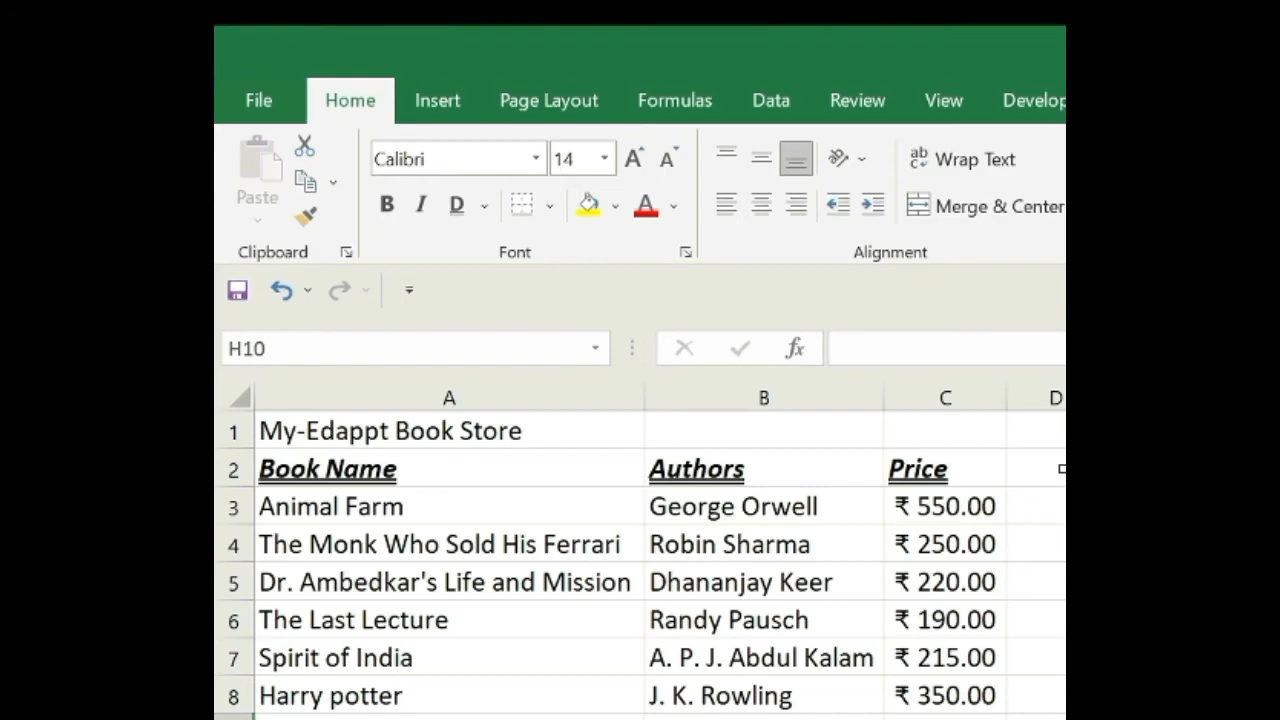 File Home Insert Page Layout Formulas Data Review View Develop
Calibri 14 A A ab Wrap Text
Paste B I D A Merge & Center
Clipboard Font Alignment
H10 fx
A B C D
1 My-Edappt Book Store
2 Book Name Authors Price
3 Animal Farm George Orwell ₹ 550.00
4 The Monk Who Sold His Ferrari Robin Sharma ₹ 250.00
5 Dr. Ambedkar's Life and Mission Dhananjay Keer ₹ 220.00
6 The Last Lecture Randy Pausch ₹ 190.00
7 Spirit of India A. P. J. Abdul Kalam ₹ 215.00
8 Harry potter J. K. Rowling ₹ 350.00